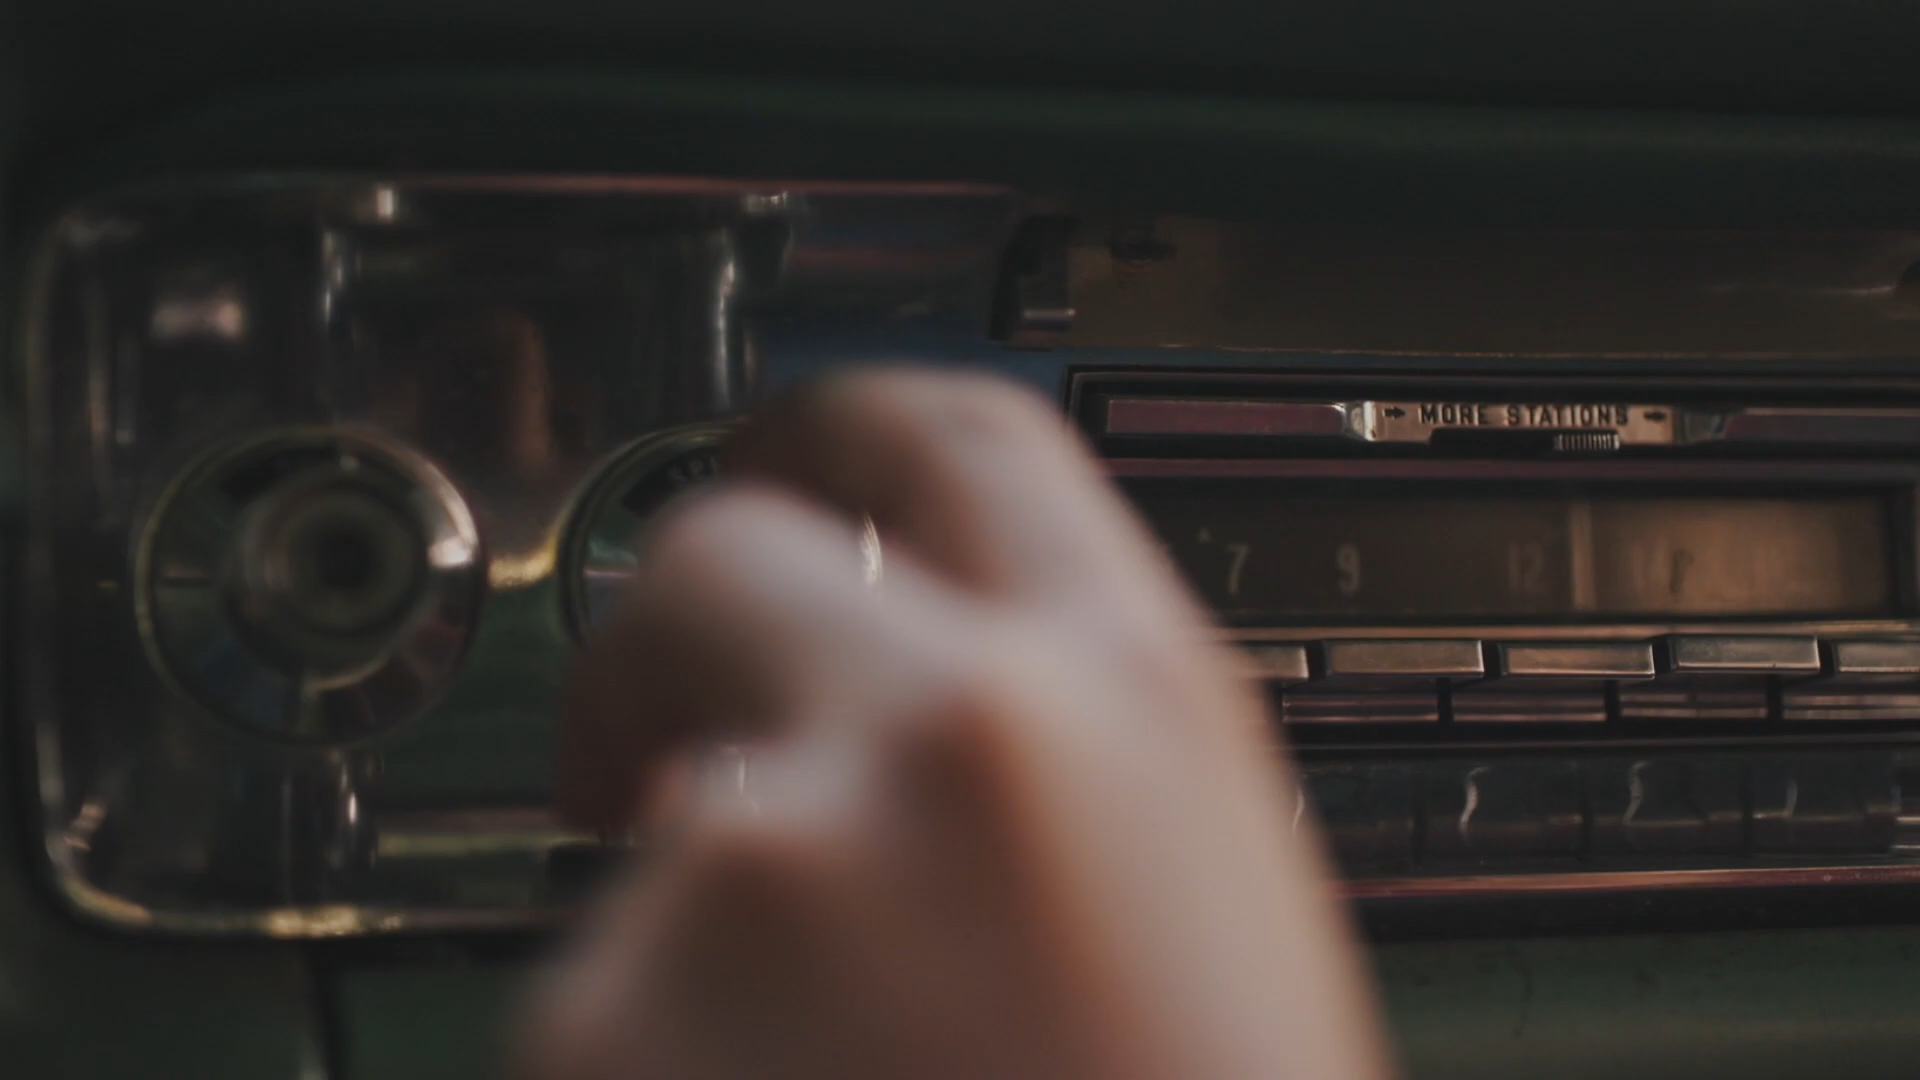 → MORE STATIONS →
7 9 12